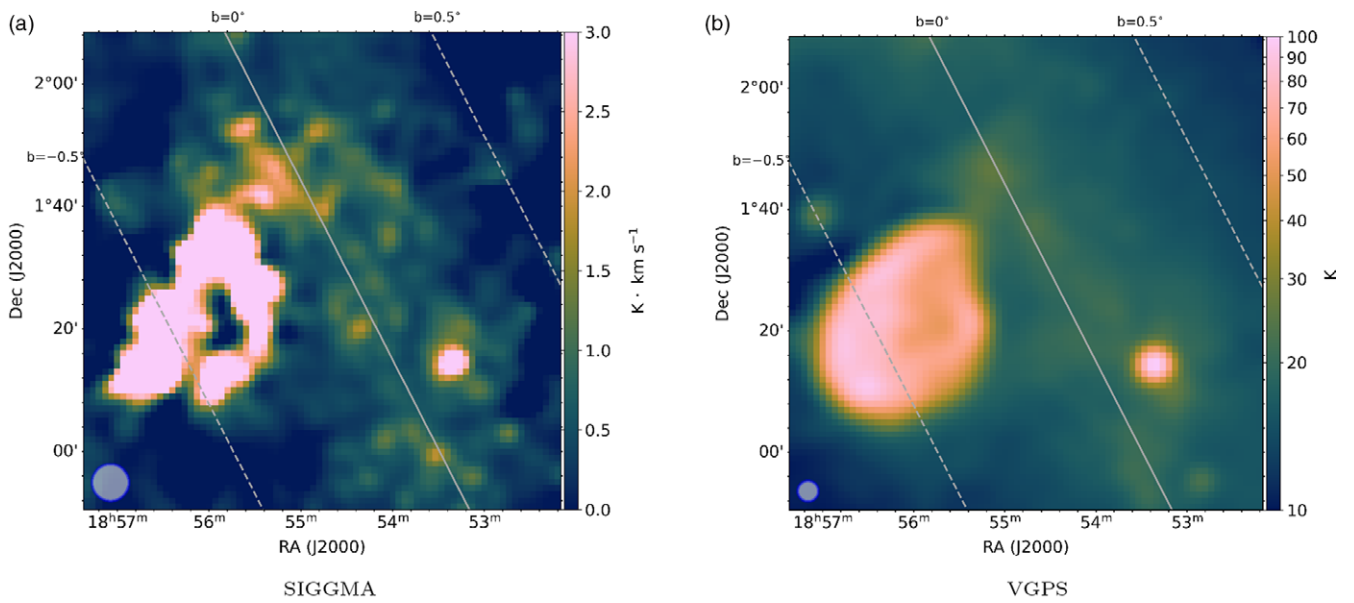 (a)
b=0° b=0.5°
b=−0.5°
2°00'
1°40'
20'
00'
Dec (J2000)
18ʰ57ᵐ 56ᵐ 55ᵐ 54ᵐ 53ᵐ
RA (J2000)
3.0
2.5
2.0
1.5
1.0
0.5
0.0
K · km s⁻¹
SIGGMA
(b)
b=0° b=0.5°
b=−0.5°
2°00'
1°40'
20'
00'
Dec (J2000)
18ʰ57ᵐ 56ᵐ 55ᵐ 54ᵐ 53ᵐ
RA (J2000)
100
90
80
70
60
50
40
30
20
10
K
VGPS